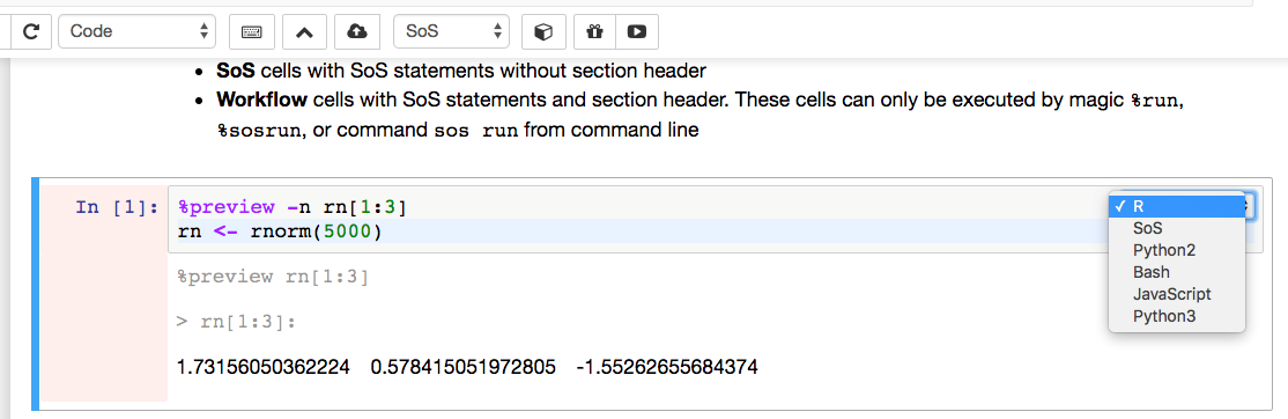 Code
SoS
• SoS cells with SoS statements without section header
• Workflow cells with SoS statements and section header. These cells can only be executed by magic %run,
%sosrun, or command sos run from command line
In [1]:
%preview -n rn[1:3]
rn <- rnorm(5000)
✓ R
SoS
Python2
Bash
JavaScript
Python3
%preview rn[1:3]
> rn[1:3]:
1.73156050362224 0.578415051972805 -1.55262655684374